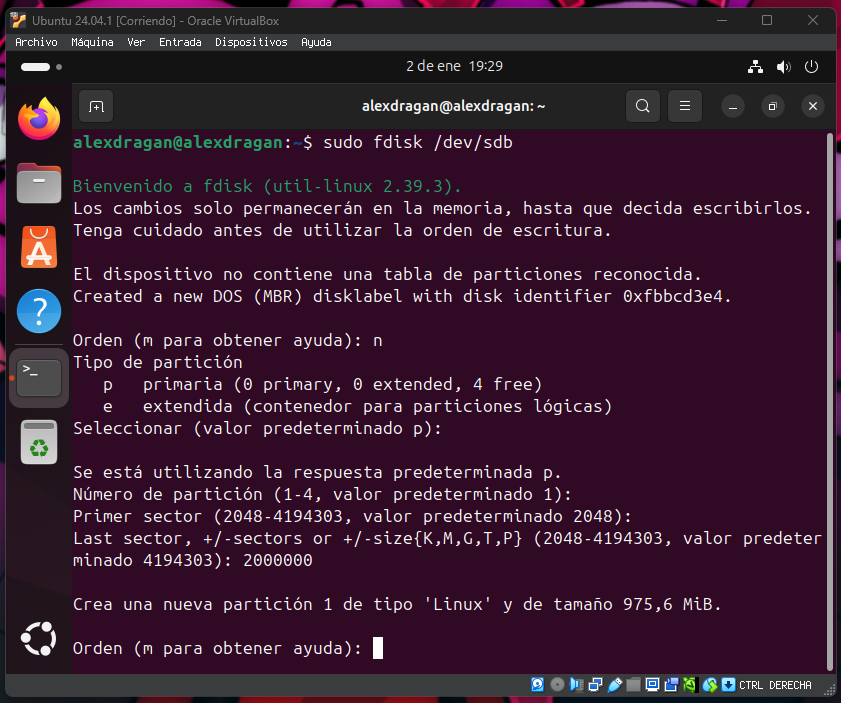 Ubuntu 24.04.1 [Corriendo] - Oracle VirtualBox
Archivo Máquina Ver Entrada Dispositivos Ayuda
2 de ene 19:29
alexdragan@alexdragan: ~
alexdragan@alexdragan:~$ sudo fdisk /dev/sdb
Bienvenido a fdisk (util-linux 2.39.3).
Los cambios solo permanecerán en la memoria, hasta que decida escribirlos.
Tenga cuidado antes de utilizar la orden de escritura.
El dispositivo no contiene una tabla de particiones reconocida.
Created a new DOS (MBR) disklabel with disk identifier 0xfbbcd3e4.
Orden (m para obtener ayuda): n
Tipo de partición
p primaria (0 primary, 0 extended, 4 free)
e extendida (contenedor para particiones lógicas)
Seleccionar (valor predeterminado p):
Se está utilizando la respuesta predeterminada p.
Número de partición (1-4, valor predeterminado 1):
Primer sector (2048-4194303, valor predeterminado 2048):
Last sector, +/-sectors or +/-size{K,M,G,T,P} (2048-4194303, valor predeter
minado 4194303): 2000000
Crea una nueva partición 1 de tipo 'Linux' y de tamaño 975,6 MiB.
Orden (m para obtener ayuda):
CTRL DERECHA